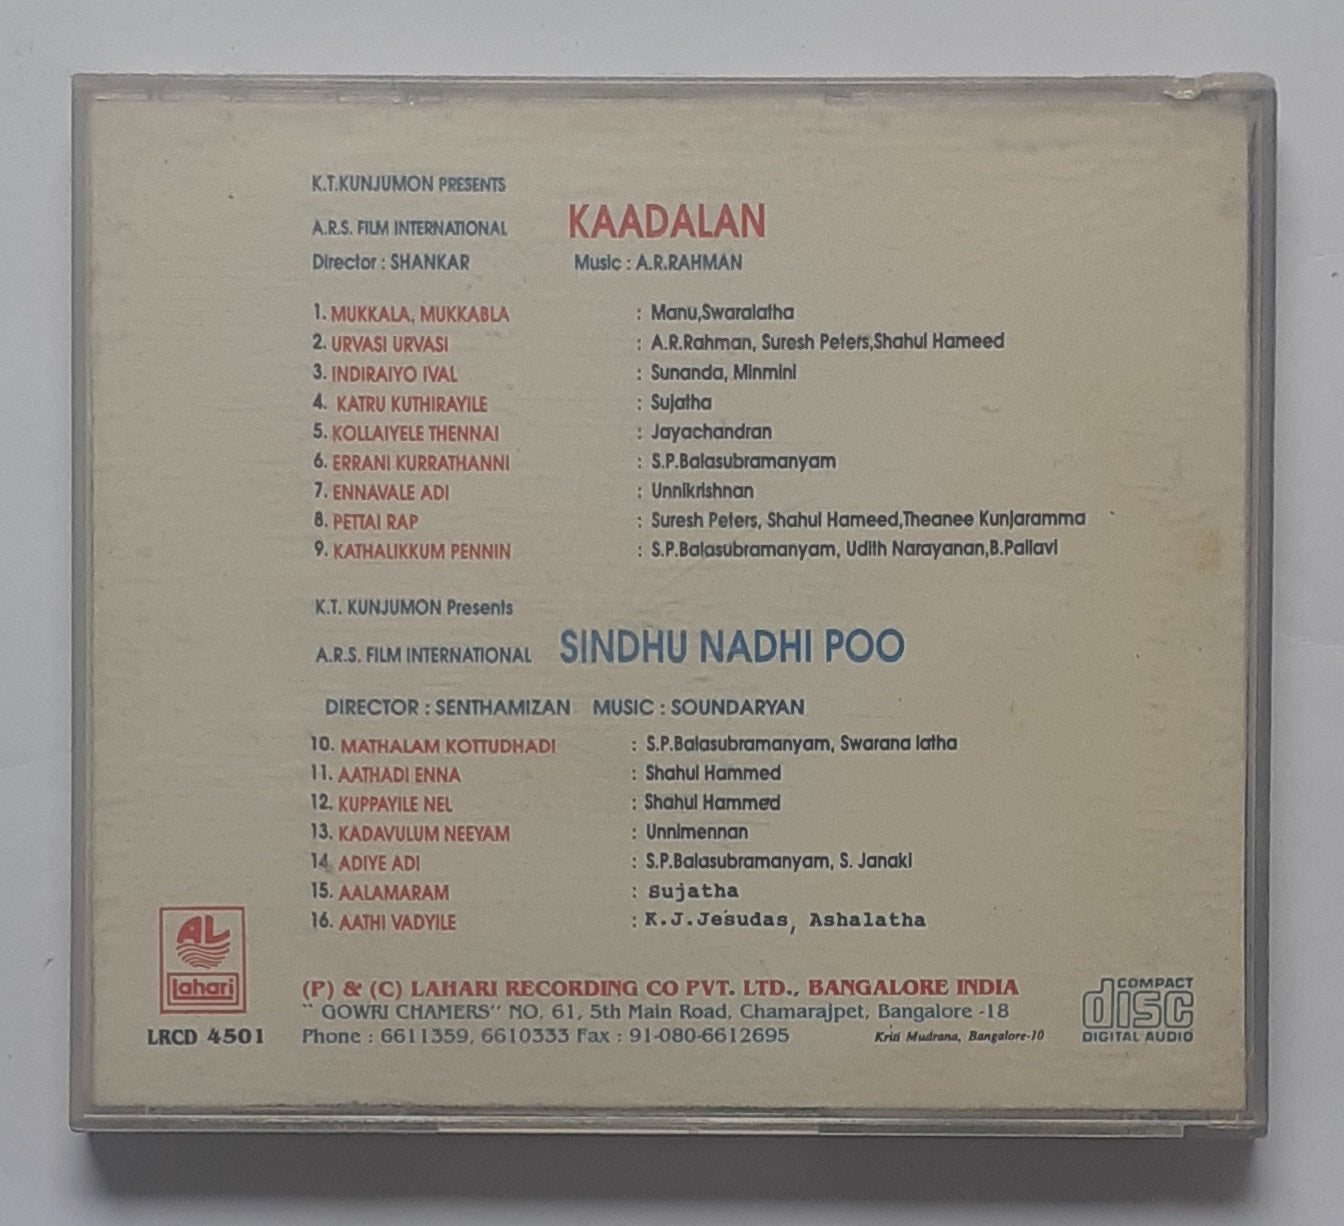 K.T.KUNJUMON PRESENTS
A.R.S. FILM INTERNATIONAL KAADALAN
Director : SHANKAR Music : A.R.RAHMAN
1. MUKKALA, MUKKABLA : Manu,Swaralatha
2. URVASI URVASI : A.R.Rahman, Suresh Peters,Shahul Hameed
3. INDIRAIYO IVAL : Sunanda, Minmini
4. KATRU KUTHIRAYILE : Sujatha
5. KOLLAIYELE THENNAI : Jayachandran
6. ERRANI KURRATHANNI : S.P.Balasubramanyam
7. ENNAVALE ADI : Unnikrishnan
8. PETTAI RAP : Suresh Peters, Shahul Hameed,Theanee Kunjaramma
9. KATHALIKKUM PENNIN : S.P.Balasubramanyam, Udith Narayanan,B.Pallavi
K.T. KUNJUMON Presents
A.R.S. FILM INTERNATIONAL SINDHU NADHI POO
DIRECTOR : SENTHAMIZAN MUSIC : SOUNDARYAN
10. MATHALAM KOTTUDHADI : S.P.Balasubramanyam, Swarana latha
11. AATHADI ENNA : Shahul Hammed
12. KUPPAYILE NEL : Shahul Hammed
13. KADAVULUM NEEYAM : Unnimennan
14 ADIYE ADI : S.P.Balasubramanyam, S. Janaki
15. AALAMARAM : Sujatha
16. AATHI VADYILE : K.J.Jesudas, Ashalatha
AL
lahari
LRCD 4501
(P) & (C) LAHARI RECORDING CO PVT. LTD., BANGALORE INDIA
`` GOWRI CHAMERS'' NO. 61, 5th Main Road, Chamarajpet, Bangalore -18
Phone : 6611359, 6610333 Fax : 91-080-6612695 Kriti Mudrana, Bangalore-10
COMPACT
disc
DIGITAL AUDIO